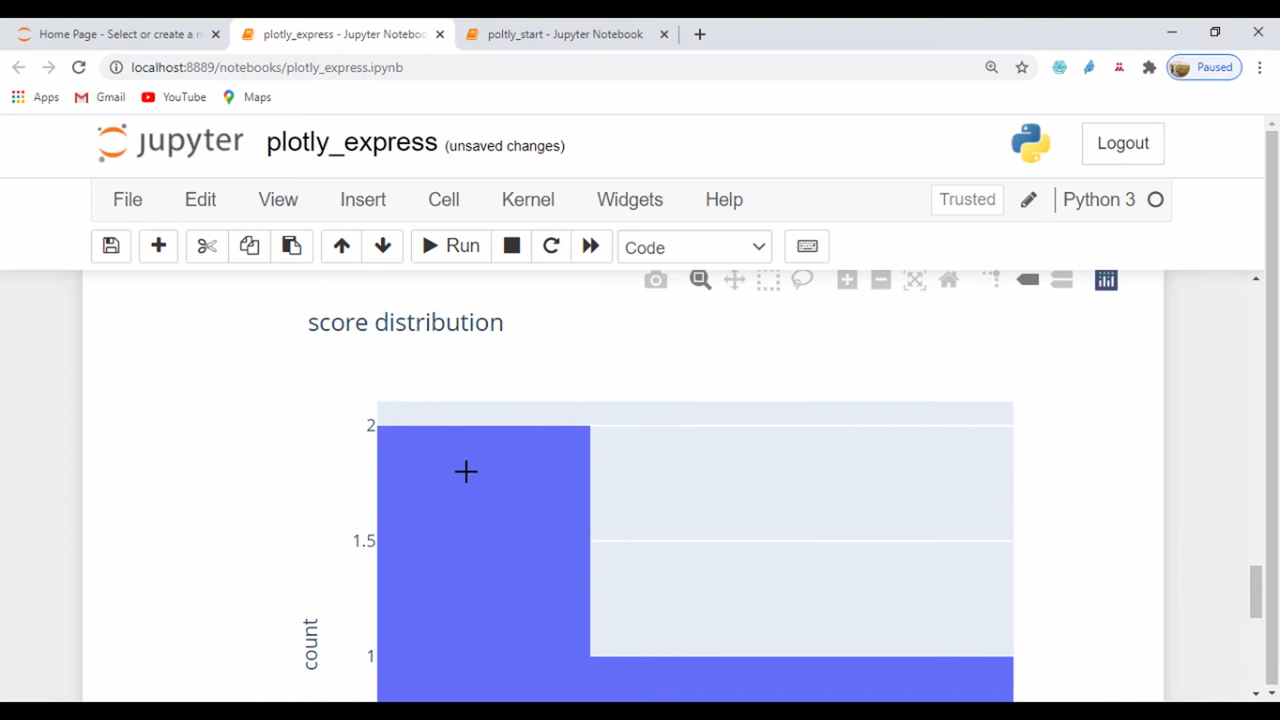 Home Page - Select or create a n
plotly_express - Jupyter Noteboo
poltly_start - Jupyter Notebook
localhost:8889/notebooks/plotly_express.ipynb
Paused
Apps
Gmail
YouTube
Maps
jupyter
plotly_express (unsaved changes)
Logout
File
Edit
View
Insert
Cell
Kernel
Widgets
Help
Trusted
Python 3
Run
Code
score distribution
2
1.5
1
count